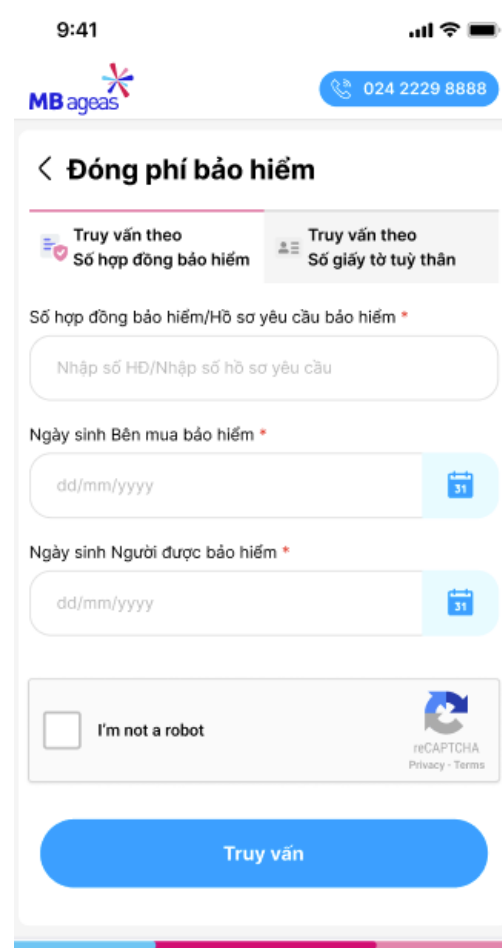 9:41
MB ageas
024 2229 8888
Đóng phí bảo hiểm
Truy vấn theo
Số hợp đồng bảo hiểm
Truy vấn theo
Số giấy tờ tuỳ thân
Số hợp đồng bảo hiểm/Hồ sơ yêu cầu bảo hiểm *
Nhập số HĐ/Nhập số hồ sơ yêu cầu
Ngày sinh Bên mua bảo hiểm *
dd/mm/yyyy
31
Ngày sinh Người được bảo hiểm *
dd/mm/yyyy
31
I'm not a robot
reCAPTCHA
Privacy - Terms
Truy vấn